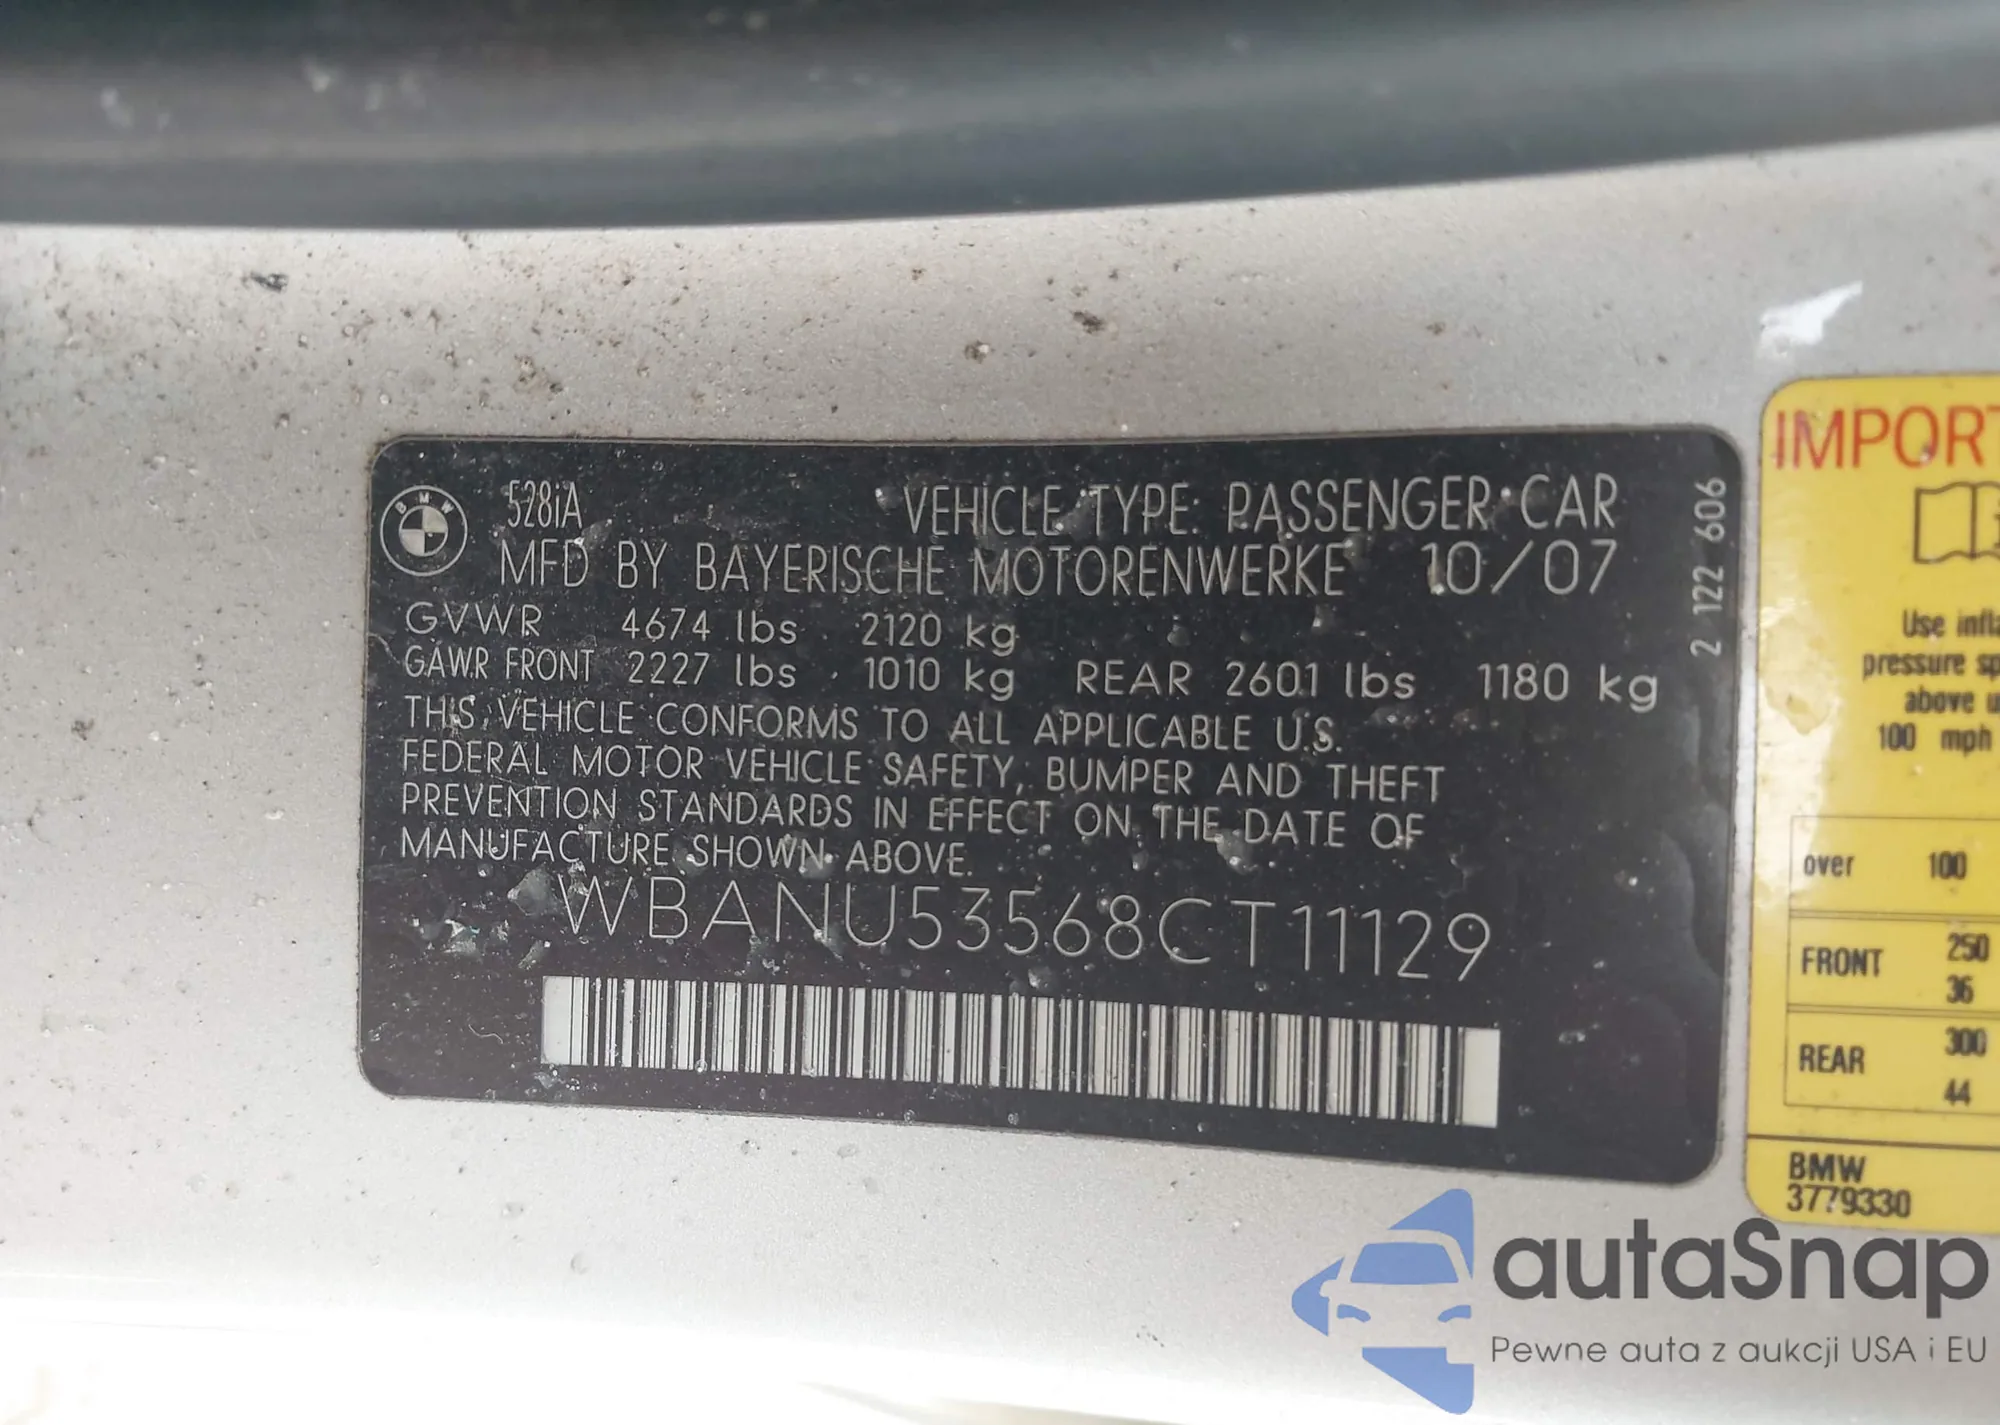 528iA VEHICLE TYPE: PASSENGER CAR
MFD BY BAYERISCHE MOTORENWERKE 10/07
GVWR 4674 lbs 2120 kg
GAWR FRONT 2227 lbs 1010 kg REAR 2601 lbs 1180 kg
THIS VEHICLE CONFORMS TO ALL APPLICABLE U.S.
FEDERAL MOTOR VEHICLE SAFETY, BUMPER AND THEFT
PREVENTION STANDARDS IN EFFECT ON THE DATE OF
MANUFACTURE SHOWN ABOVE.
WBANU53568CT11129
2 122 606
BMW
IMPORT
Use infla
pressure sp
above u
100 mph
over 100
FRONT 250
36
REAR 300
44
BMW
3779330
autaSnap
Pewne auta z aukcji USA i EU